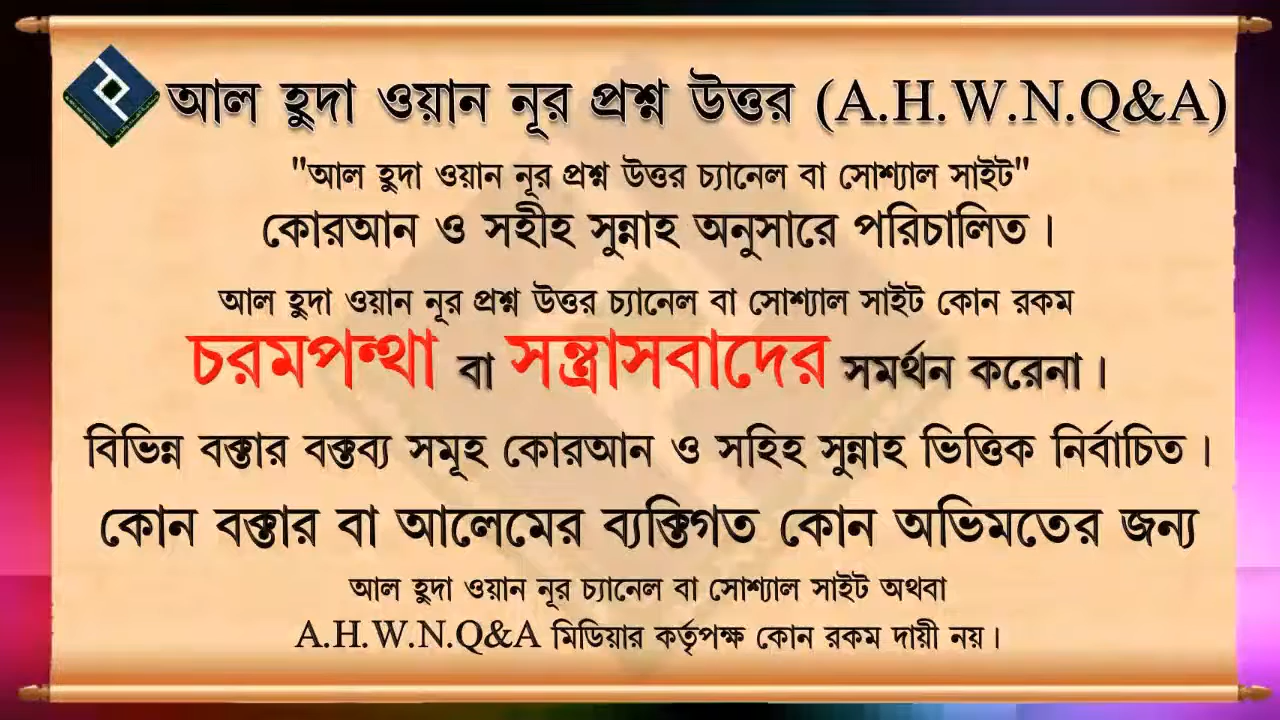 আল হুদা ওয়ান নূর প্রশ্ন উত্তর (A.H.W.N.Q&A)
"আল হুদা ওয়ান নূর প্রশ্ন উত্তর চ্যানেল বা সোশ্যাল সাইট"
কোরআন ও সহীহ সুন্নাহ অনুসারে পরিচালিত।
আল হুদা ওয়ান নূর প্রশ্ন উত্তর চ্যানেল বা সোশ্যাল সাইট কোন রকম
চরমপন্থা বা সন্ত্রাসবাদের সমর্থন করেনা।
বিভিন্ন বক্তার বক্তব্য সমূহ কোরআন ও সহিহ সুন্নাহ ভিত্তিক নির্বাচিত।
কোন বক্তার বা আলেমের ব্যক্তিগত কোন অভিমতের জন্য
আল হুদা ওয়ান নূর চ্যানেল বা সোশ্যাল সাইট অথবা
A.H.W.N.Q&A মিডিয়ার কর্তৃপক্ষ কোন রকম দায়ী নয়।